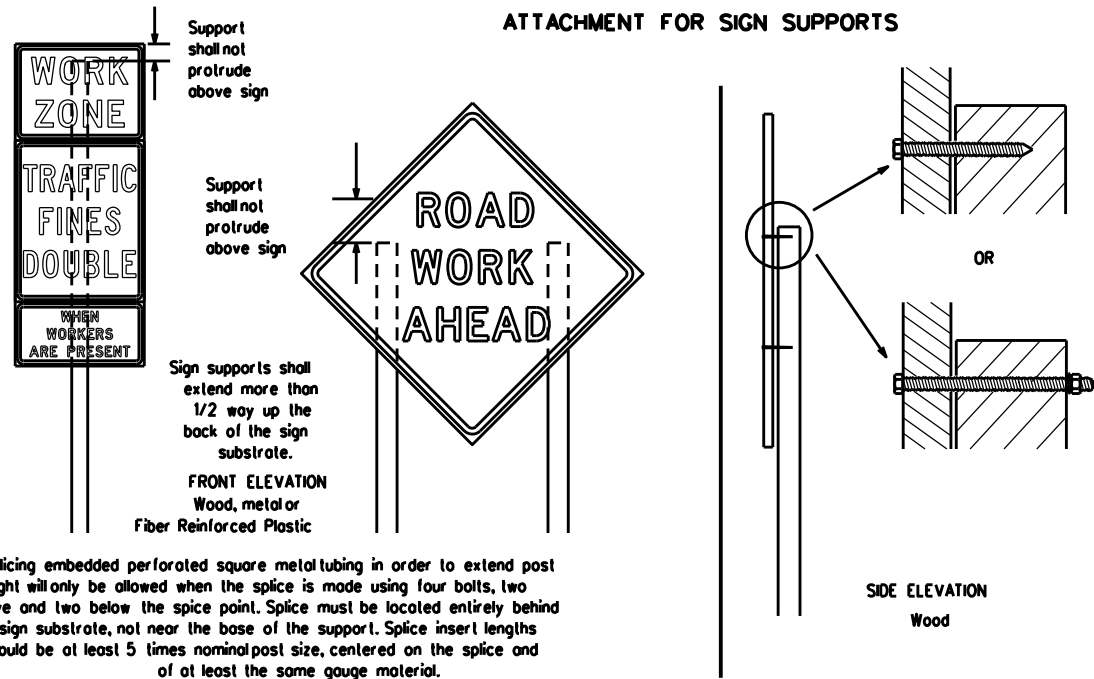 ATTACHMENT FOR SIGN SUPPORTS
Support
shall not
protrude
above sign
WORK
ZONE
TRAFFIC
FINES
DOUBLE
WHEN
WORKERS
ARE PRESENT
Support
shall not
protrude
above sign
ROAD
WORK
AHEAD
Sign supports shall
extend more than
1/2 way up the
back of the sign
substrate.
FRONT ELEVATION
Wood, metal or
Fiber Reinforced Plastic
OR
SIDE ELEVATION
Wood
licing embedded perforated square metal tubing in order to extend post
ght will only be allowed when the splice is made using four bolts, two
ve and two below the spice point. Splice must be located entirely behind
sign substrate, not near the base of the support. Splice insert lengths
ould be at least 5 times nominal post size, centered on the splice and
of at least the same gauge material.